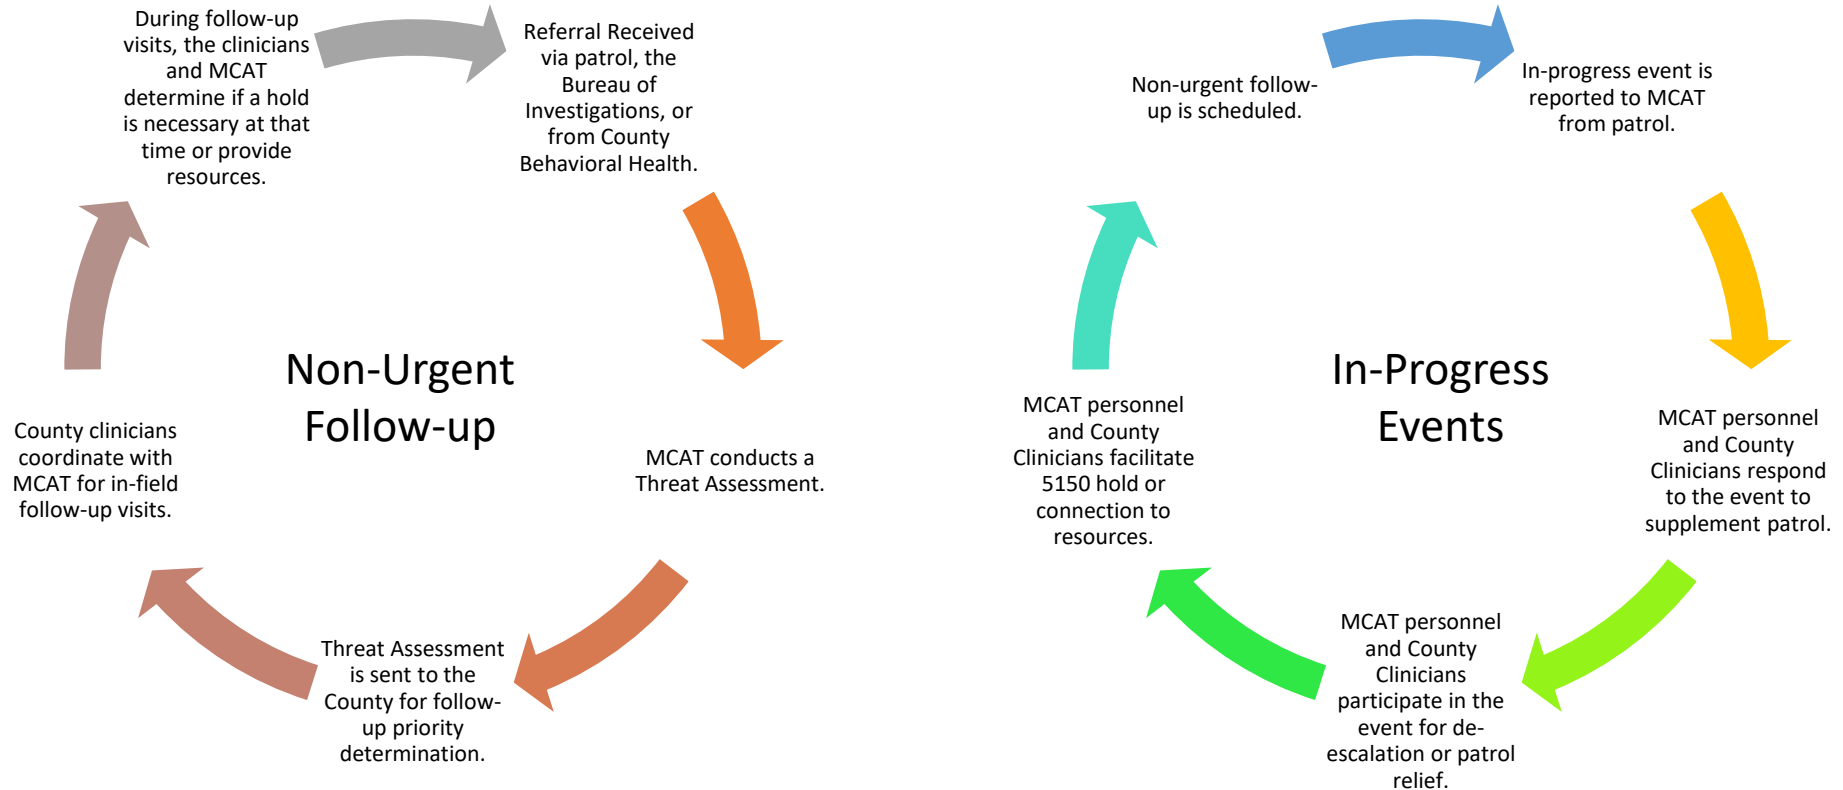 During follow-up
visits, the clinicians
and MCAT
determine if a hold
is necessary at that
time or provide
resources.
Referral Received
via patrol, the
Bureau of
Investigations, or
from County
Behavioral Health.
MCAT conducts a
Threat Assessment.
Threat Assessment
is sent to the
County for follow-
up priority
determination.
County clinicians
coordinate with
MCAT for in-field
follow-up visits.
Non-Urgent
Follow-up
Non-urgent follow-
up is scheduled.
In-progress event is
reported to MCAT
from patrol.
MCAT personnel
and County
Clinicians respond
to the event to
supplement patrol.
MCAT personnel
and County
Clinicians
participate in the
event for de-
escalation or patrol
relief.
MCAT personnel
and County
Clinicians facilitate
5150 hold or
connection to
resources.
In-Progress
Events